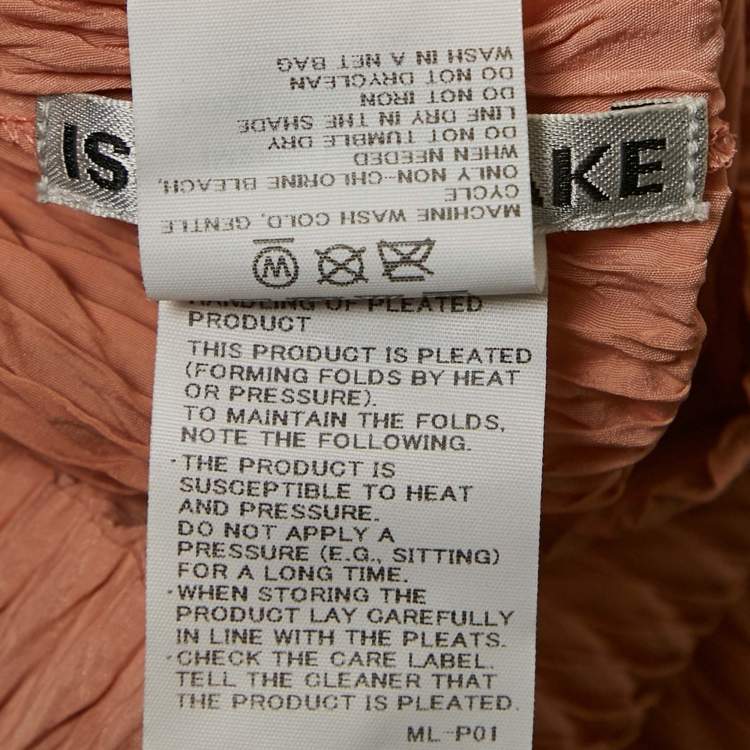 IS AKE
MACHINE WASH COLD, GENTLE
CYCLE
ONLY NON-CHLORINE BLEACH,
WHEN NEEDED
DO NOT TUMBLE DRY
LINE DRY IN THE SHADE
DO NOT IRON
DO NOT DRYCLEAN
WASH IN A NET BAG
W
HANDLING OF PLEATED
PRODUCT
THIS PRODUCT IS PLEATED
(FORMING FOLDS BY HEAT
OR PRESSURE).
TO MAINTAIN THE FOLDS,
NOTE THE FOLLOWING.
·THE PRODUCT IS
SUSCEPTIBLE TO HEAT
AND PRESSURE.
DO NOT APPLY A
PRESSURE (E.G., SITTING)
FOR A LONG TIME.
·WHEN STORING THE
PRODUCT LAY CAREFULLY
IN LINE WITH THE PLEATS.
·CHECK THE CARE LABEL.
TELL THE CLEANER THAT
THE PRODUCT IS PLEATED.
ML-P01